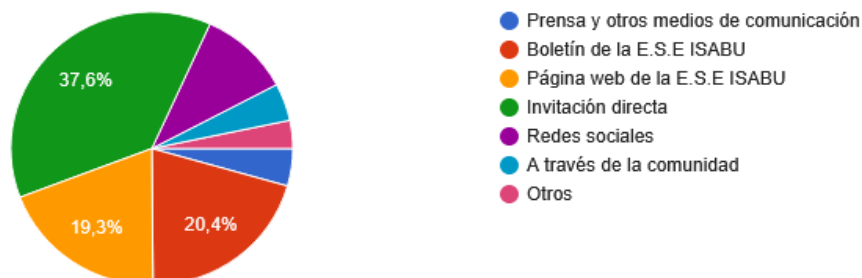 37,6%
19,3%
20,4%
Prensa y otros medios de comunicación
Boletín de la E.S.E ISABU
Página web de la E.S.E ISABU
Invitación directa
Redes sociales
A través de la comunidad
Otros